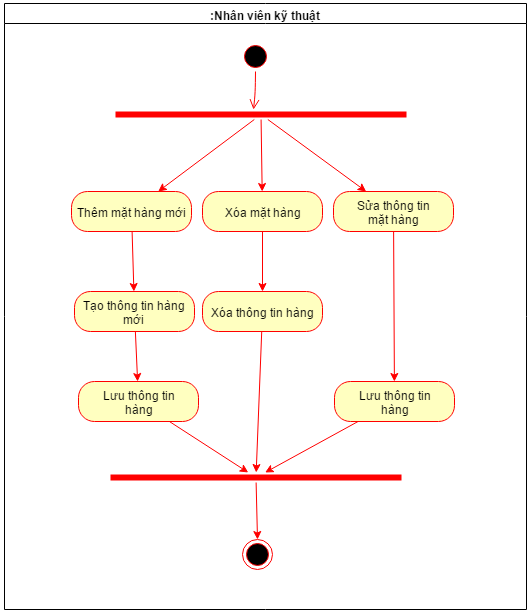 :Nhân viên kỹ thuật
Thêm mặt hàng mới
Xóa mặt hàng
Sửa thông tin
mặt hàng
Tạo thông tin hàng
mới
Xóa thông tin hàng
Lưu thông tin
hàng
Lưu thông tin
hàng